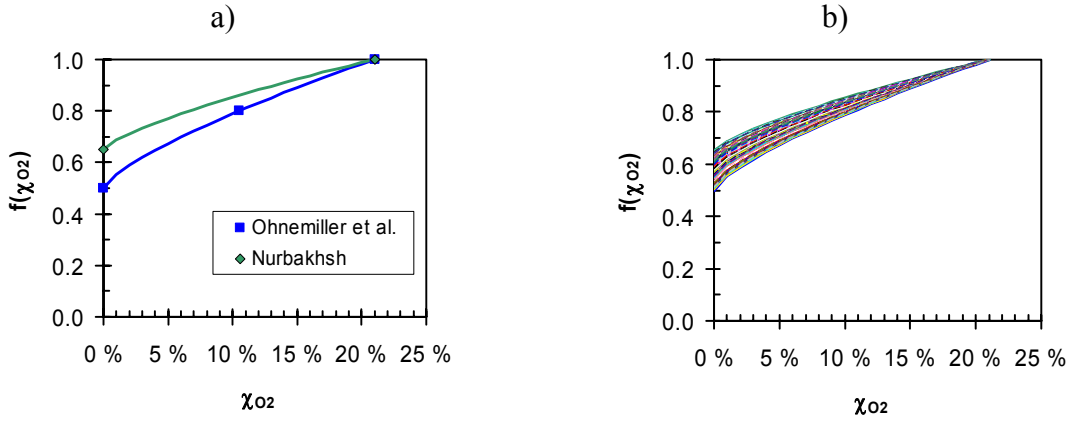 a)
1.0
0.8
0.6
0.4
0.2
0.0
f(χO2)
Ohnemiller et al.
Nurbakhsh
0 % 5 % 10 % 15 % 20 % 25 %
χO2
b)
1.0
0.8
0.6
0.4
0.2
0.0
f(χO2)
0 % 5 % 10 % 15 % 20 % 25 %
χO2